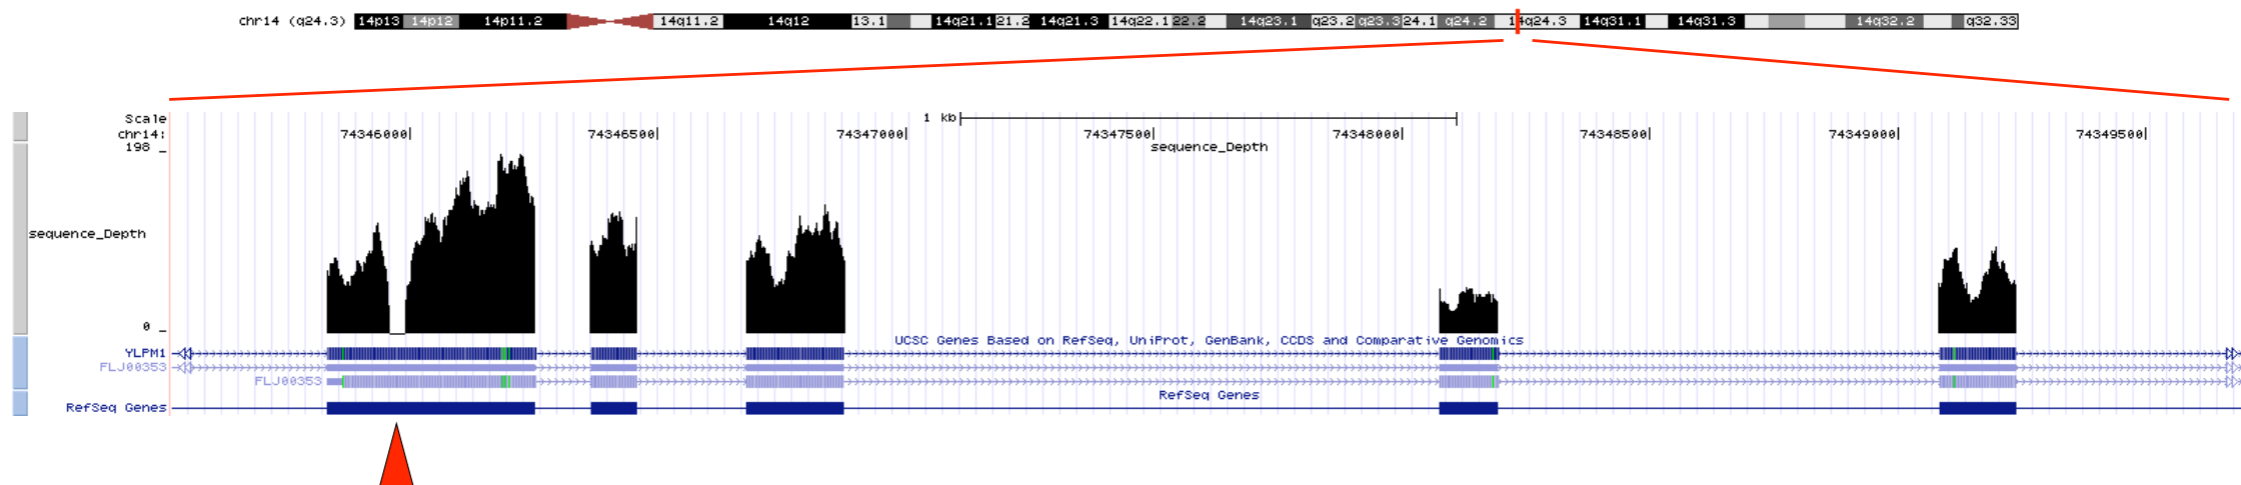 chr14 (q24.3) 14p13 14p12 14p11.2 14q11.2 14q12 13.1 14q21.1 21.2 14q21.3 14q22.1 22.2 14q23.1 q23.2 q23.3 24.1 q24.2 14q24.3 14q31.1 14q31.3 14q32.2 q32.33
Scale 1 kb
chr14: 74346000| 74346500| 74347000| 74347500| 74348000| 74348500| 74349000| 74349500|
198 _ sequence_Depth
sequence_Depth
0 _
UCSC Genes Based on RefSeq, UniProt, GenBank, CCDS and Comparative Genomics
YLPM1
FLJ00353
FLJ00353
RefSeq Genes
RefSeq Genes